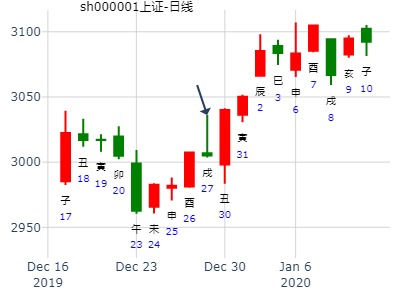 sh000001上证-日线
3100
3050
3000
2950
子
17
丑
18
寅
19
卯
20
午
23
未
24
申
25
酉
26
戌
27
丑
30
寅
31
辰
2
巳
3
申
6
酉
7
戌
8
亥
9
子
10
Dec 16
2019
Dec 23
Dec 30
Jan 6
2020